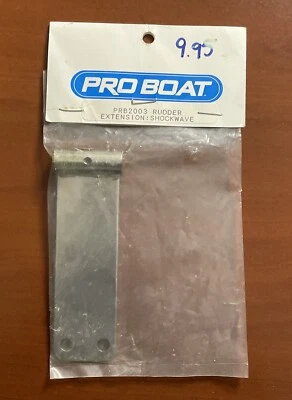 9.95
PRO BOAT
PRB2003 RUDDER
EXTENSION:SHOCKWAVE